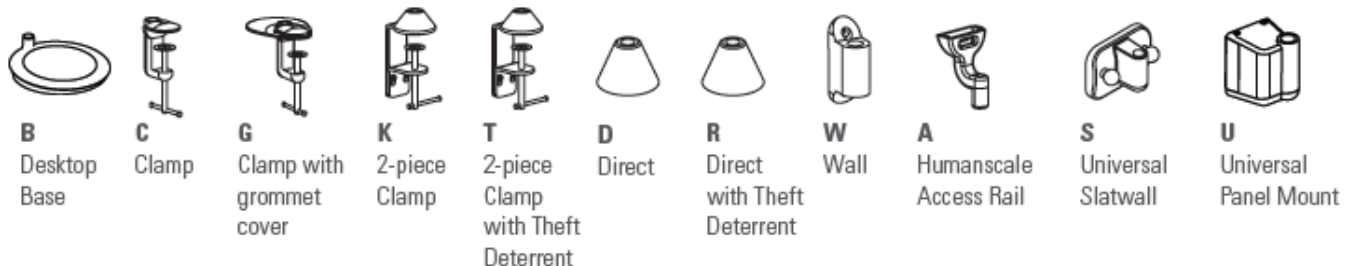 B
Desktop
Base
C
Clamp
G
Clamp with
grommet
cover
K
2-piece
Clamp
T
2-piece
Clamp
with Theft
Deterrent
D
Direct
R
Direct
with Theft
Deterrent
W
Wall
A
Humanscale
Access Rail
S
Universal
Slatwall
U
Universal
Panel Mount